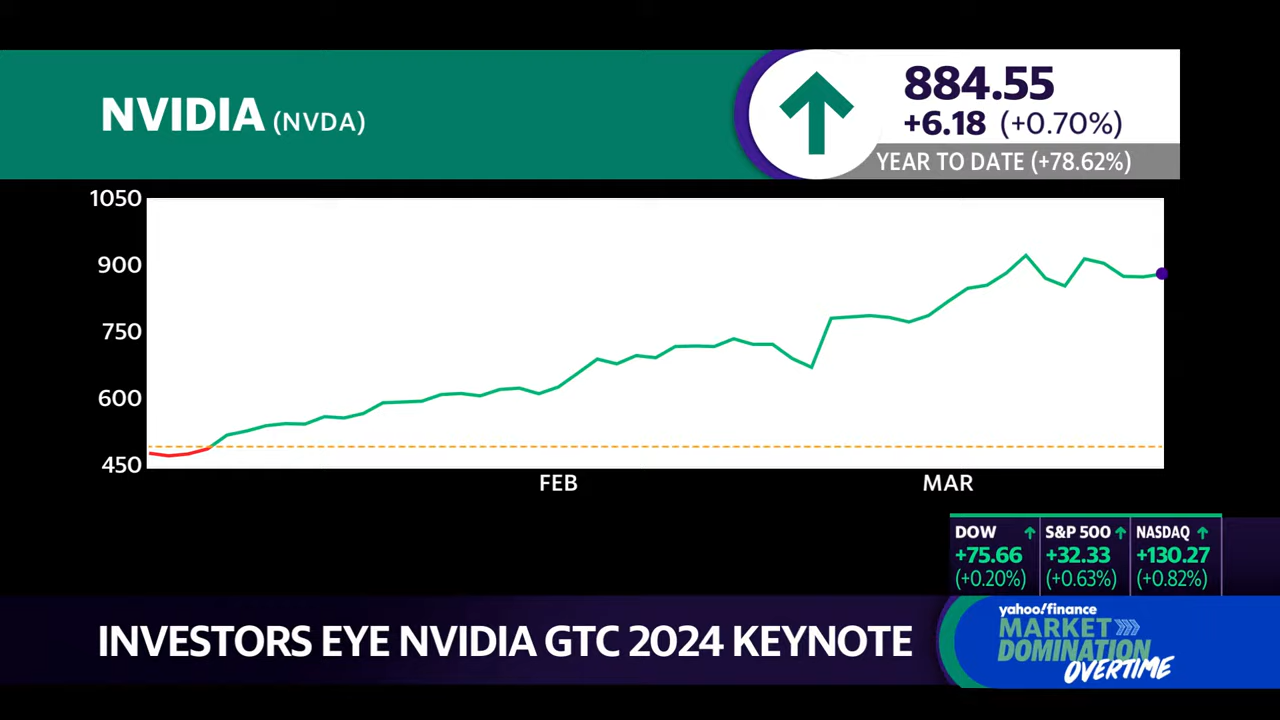 NVIDIA (NVDA)
884.55
+6.18 (+0.70%)
YEAR TO DATE (+78.62%)
1050
900
750
600
450
FEB MAR
DOW S&P 500 NASDAQ
+75.66 +32.33 +130.27
(+0.20%) (+0.63%) (+0.82%)
INVESTORS EYE NVIDIA GTC 2024 KEYNOTE
yahoo!finance
MARKET
DOMINATION
OVERTIME